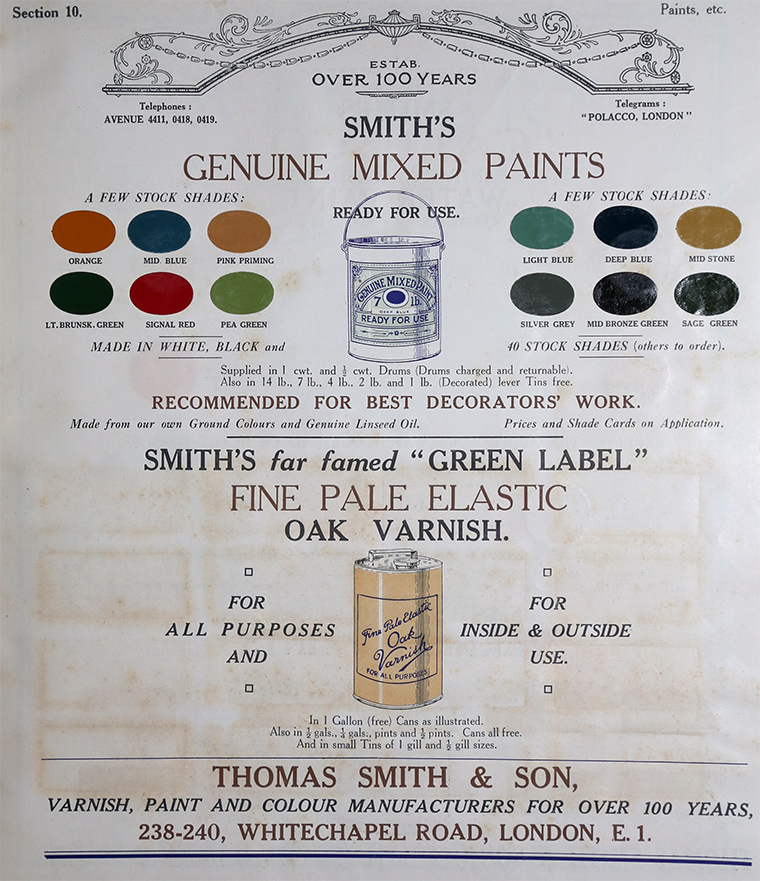 Section 10.
Paints, etc.
ESTAB.
OVER 100 YEARS
Telephones :
AVENUE 4411, 0418, 0419.
Telegrams :
"POLACCO, LONDON"
SMITH'S
GENUINE MIXED PAINTS
A FEW STOCK SHADES:
A FEW STOCK SHADES:
READY FOR USE.
ORANGE
MID. BLUE
PINK PRIMING
LIGHT BLUE
DEEP BLUE
MID STONE
GENUINE MIXED PAINT
7 lb.
DEEP BLUE
READY FOR USE
LT. BRUNSK. GREEN
SIGNAL RED
PEA GREEN
SILVER GREY
MID BRONZE GREEN
SAGE GREEN
MADE IN WHITE, BLACK and
40 STOCK SHADES (others to order).
Supplied in 1 cwt. and ½ cwt. Drums (Drums charged and returnable).
Also in 14 lb., 7 lb., 4 lb., 2 lb. and 1 lb. (Decorated) lever Tins free.
RECOMMENDED FOR BEST DECORATORS' WORK.
Made from our own Ground Colours and Genuine Linseed Oil.
Prices and Shade Cards on Application.
SMITH'S far famed "GREEN LABEL"
FINE PALE ELASTIC
OAK VARNISH.
FOR
ALL PURPOSES
AND
Fine Pale Elastic
Oak
Varnish
FOR ALL PURPOSES
FOR
INSIDE & OUTSIDE
USE.
In 1 Gallon (free) Cans as illustrated.
Also in ½ gals., ¼ gals., pints and ½ pints. Cans all free.
And in small Tins of 1 gill and ½ gill sizes.
THOMAS SMITH & SON,
VARNISH, PAINT AND COLOUR MANUFACTURERS FOR OVER 100 YEARS,
238-240, WHITECHAPEL ROAD, LONDON, E.1.